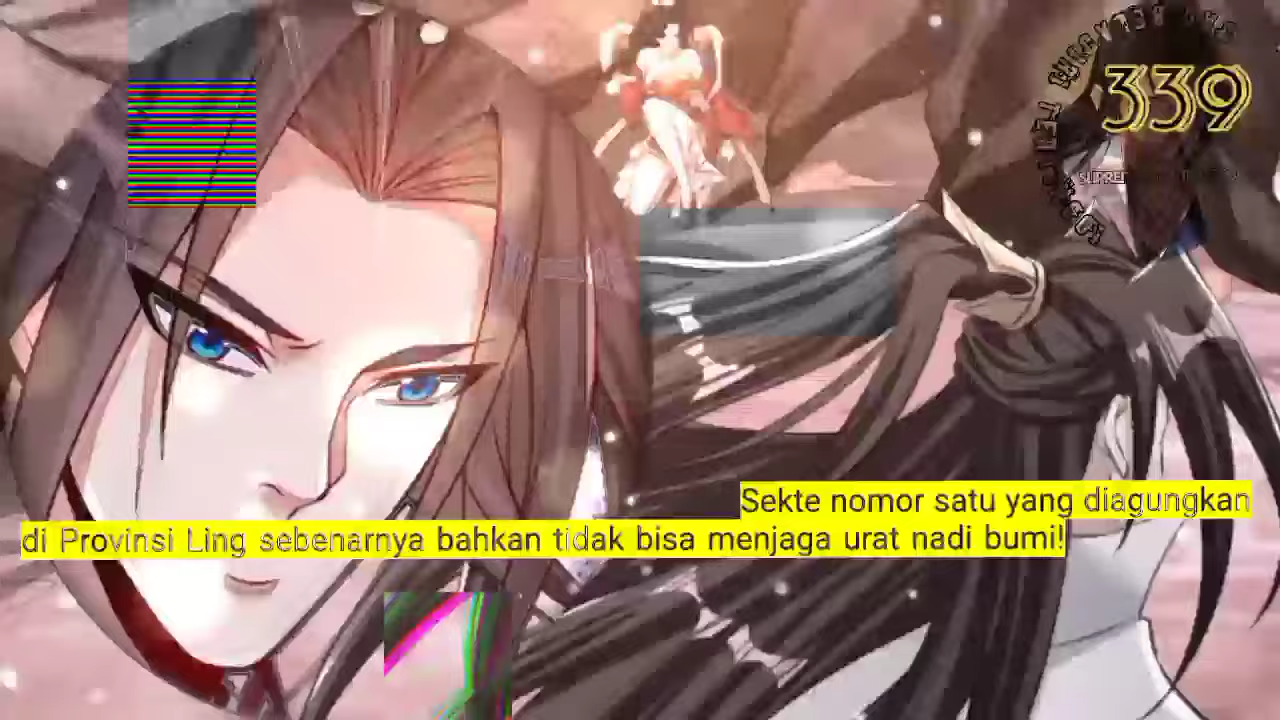 339
Sekte nomor satu yang diagungkan
di Provinsi Ling sebenarnya bahkan tidak bisa menjaga urat nadi bumi!